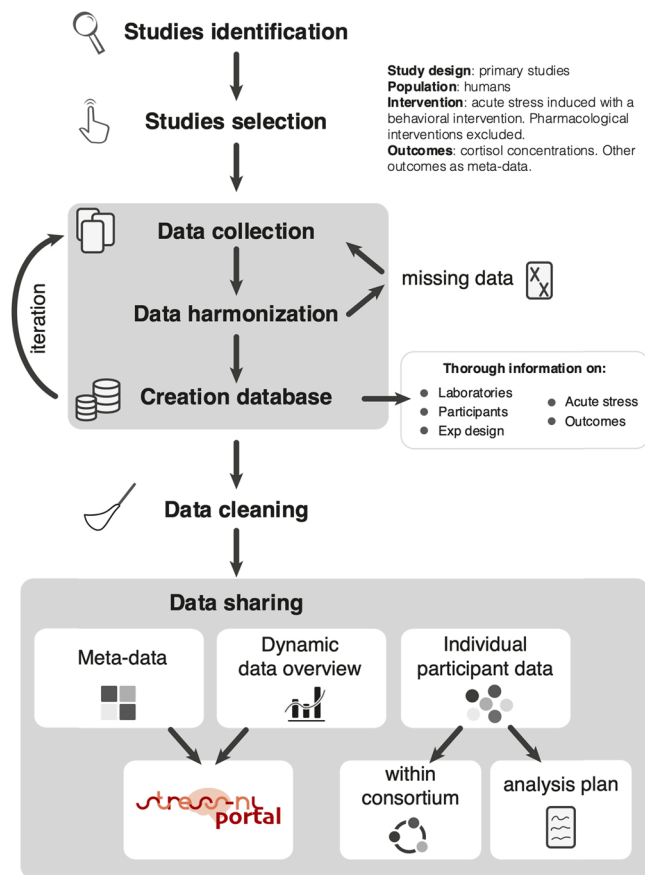 Studies identification
Study design: primary studies
Population: humans
Intervention: acute stress induced with a
behavioral intervention. Pharmacological
interventions excluded.
Outcomes: cortisol concentrations. Other
outcomes as meta-data.
Studies selection
Data collection
missing data
X
X
iteration
Data harmonization
Creation database
Thorough information on:
Laboratories
Participants
Exp design
Acute stress
Outcomes
Data cleaning
Data sharing
Meta-data
Dynamic
data overview
Individual
participant data
stress-nl
portal
within
consortium
analysis plan